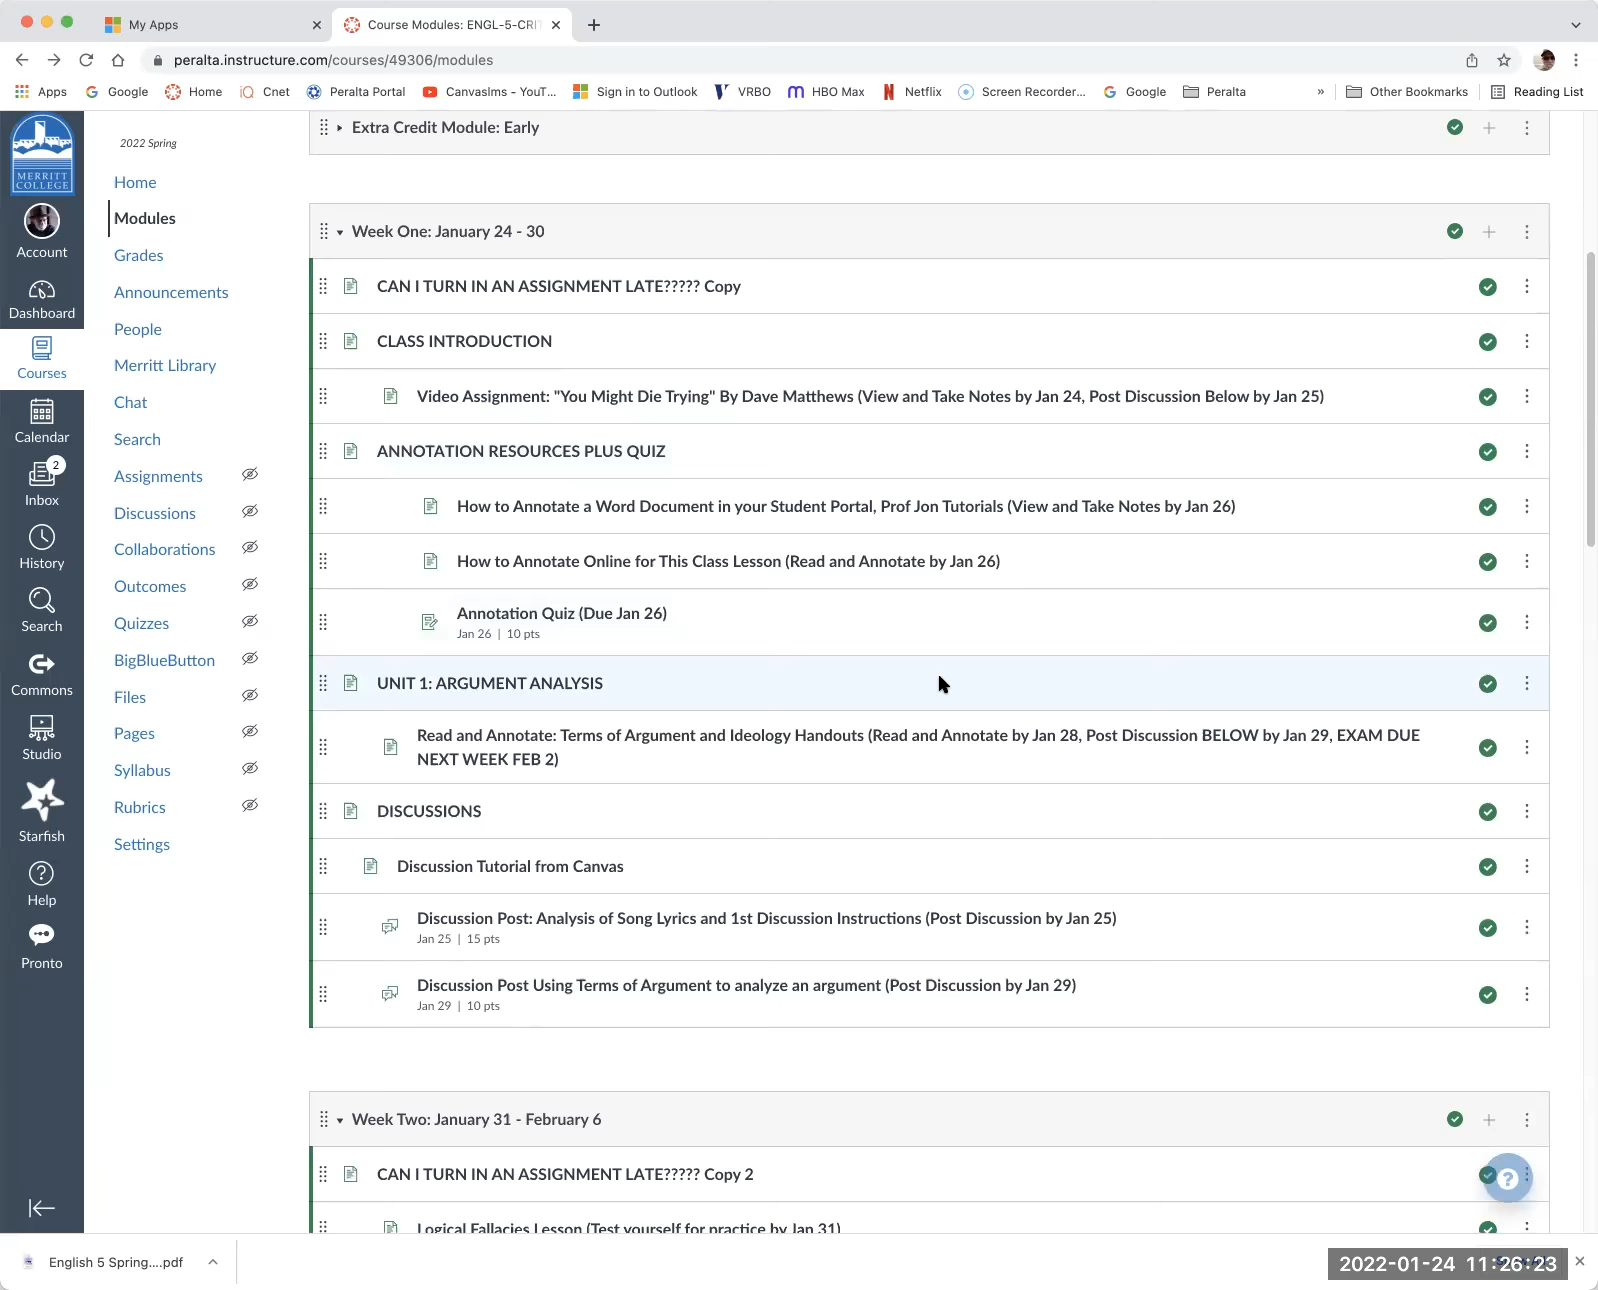 My Apps
Course Modules: ENGL-5-CRIT
peralta.instructure.com/courses/49306/modules
Apps
Google
Home
Cnet
Peralta Portal
Canvaslms - YouT...
Sign in to Outlook
VRBO
HBO Max
Netflix
Screen Recorder...
Google
Peralta
»
Other Bookmarks
Reading List
MERRITT
COLLEGE
Account
Dashboard
Courses
Calendar
2
Inbox
History
Search
Commons
Studio
Starfish
Help
Pronto
2022 Spring
Home
Modules
Grades
Announcements
People
Merritt Library
Chat
Search
Assignments
Discussions
Collaborations
Outcomes
Quizzes
BigBlueButton
Files
Pages
Syllabus
Rubrics
Settings
Extra Credit Module: Early
Week One: January 24 - 30
CAN I TURN IN AN ASSIGNMENT LATE????? Copy
CLASS INTRODUCTION
Video Assignment: "You Might Die Trying" By Dave Matthews (View and Take Notes by Jan 24, Post Discussion Below by Jan 25)
ANNOTATION RESOURCES PLUS QUIZ
How to Annotate a Word Document in your Student Portal, Prof Jon Tutorials (View and Take Notes by Jan 26)
How to Annotate Online for This Class Lesson (Read and Annotate by Jan 26)
Annotation Quiz (Due Jan 26)
Jan 26 | 10 pts
UNIT 1: ARGUMENT ANALYSIS
Read and Annotate: Terms of Argument and Ideology Handouts (Read and Annotate by Jan 28, Post Discussion BELOW by Jan 29, EXAM DUE
NEXT WEEK FEB 2)
DISCUSSIONS
Discussion Tutorial from Canvas
Discussion Post: Analysis of Song Lyrics and 1st Discussion Instructions (Post Discussion by Jan 25)
Jan 25 | 15 pts
Discussion Post Using Terms of Argument to analyze an argument (Post Discussion by Jan 29)
Jan 29 | 10 pts
Week Two: January 31 - February 6
CAN I TURN IN AN ASSIGNMENT LATE????? Copy 2
Logical Fallacies Lesson (Test yourself for practice by Jan 31)
English 5 Spring....pdf
2022-01-24 11:26:23